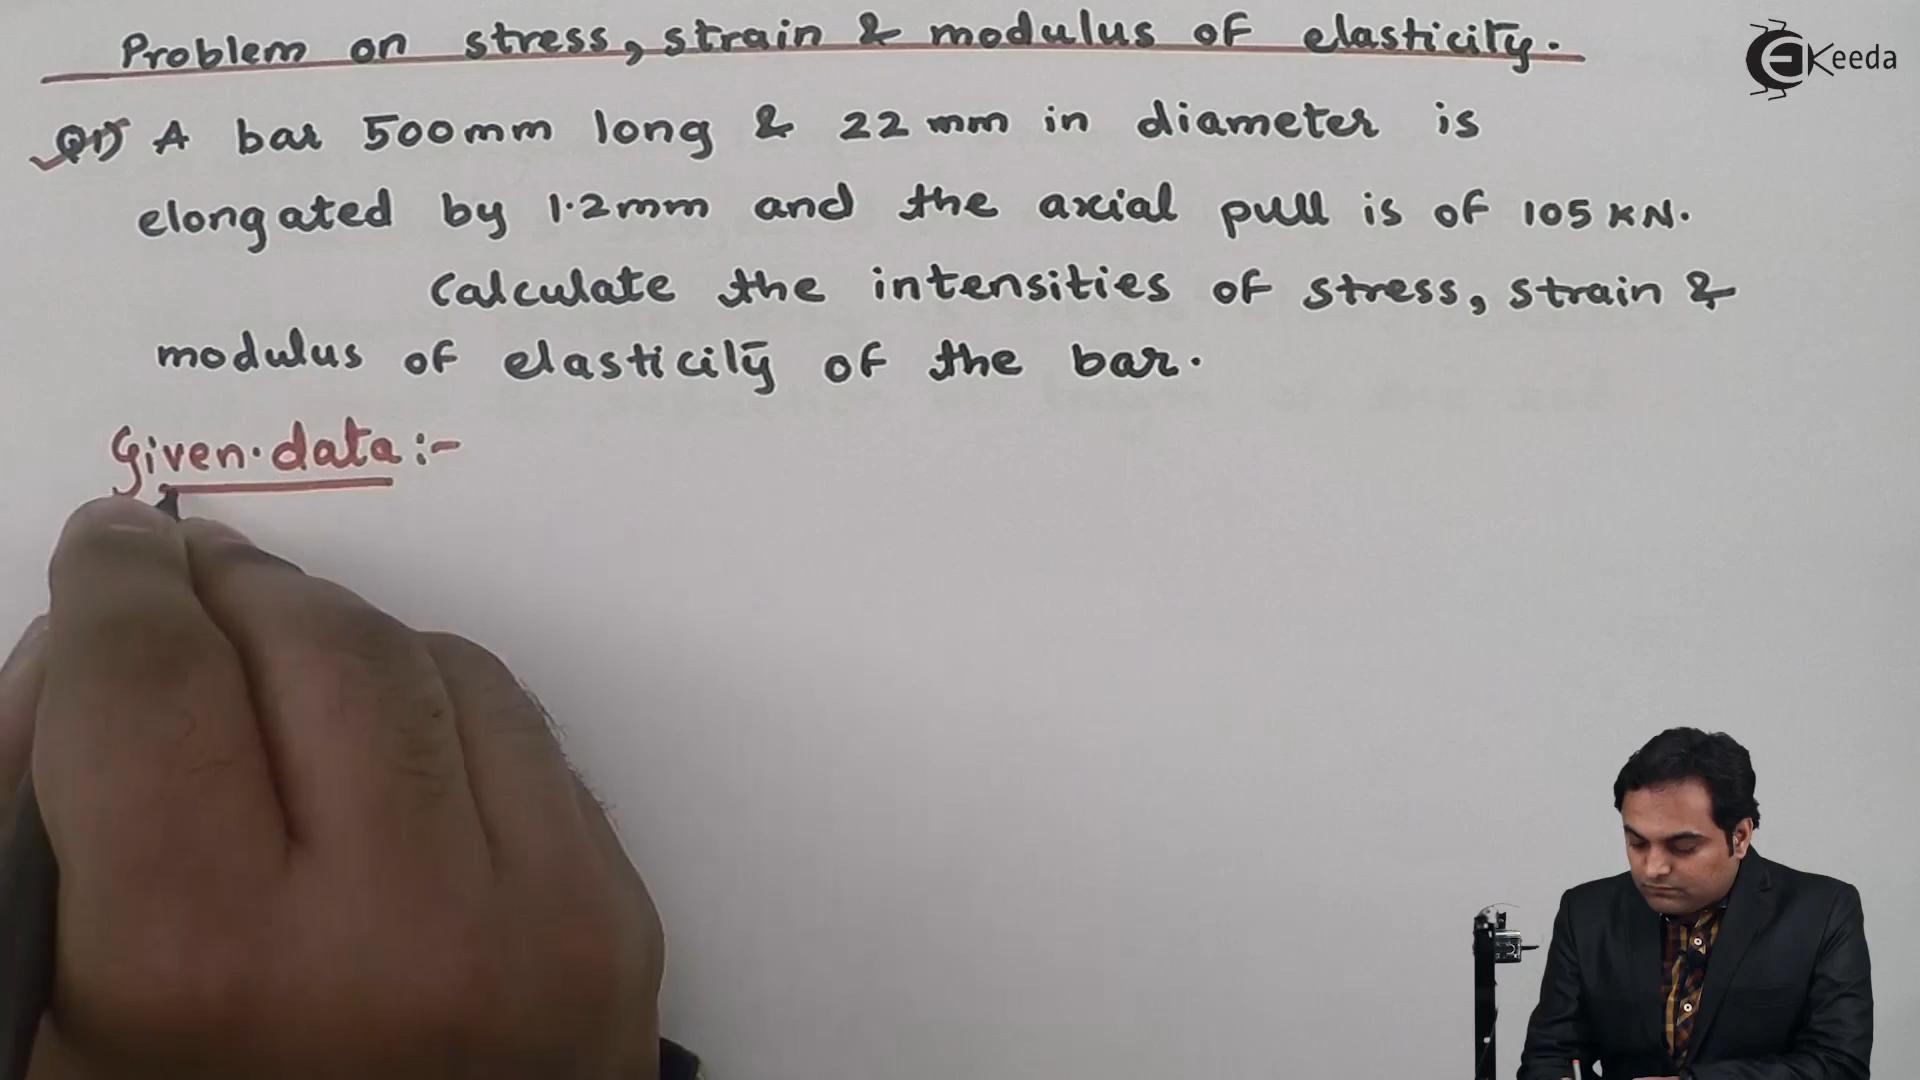 Problem on stress, strain & modulus of elasticity.
Keeda
Q1) A bar 500mm long & 22 mm in diameter is
elongated by 1.2mm and the axial pull is of 105 KN.
Calculate the intensities of stress, strain &
modulus of elasticity of the bar.
Given data :-